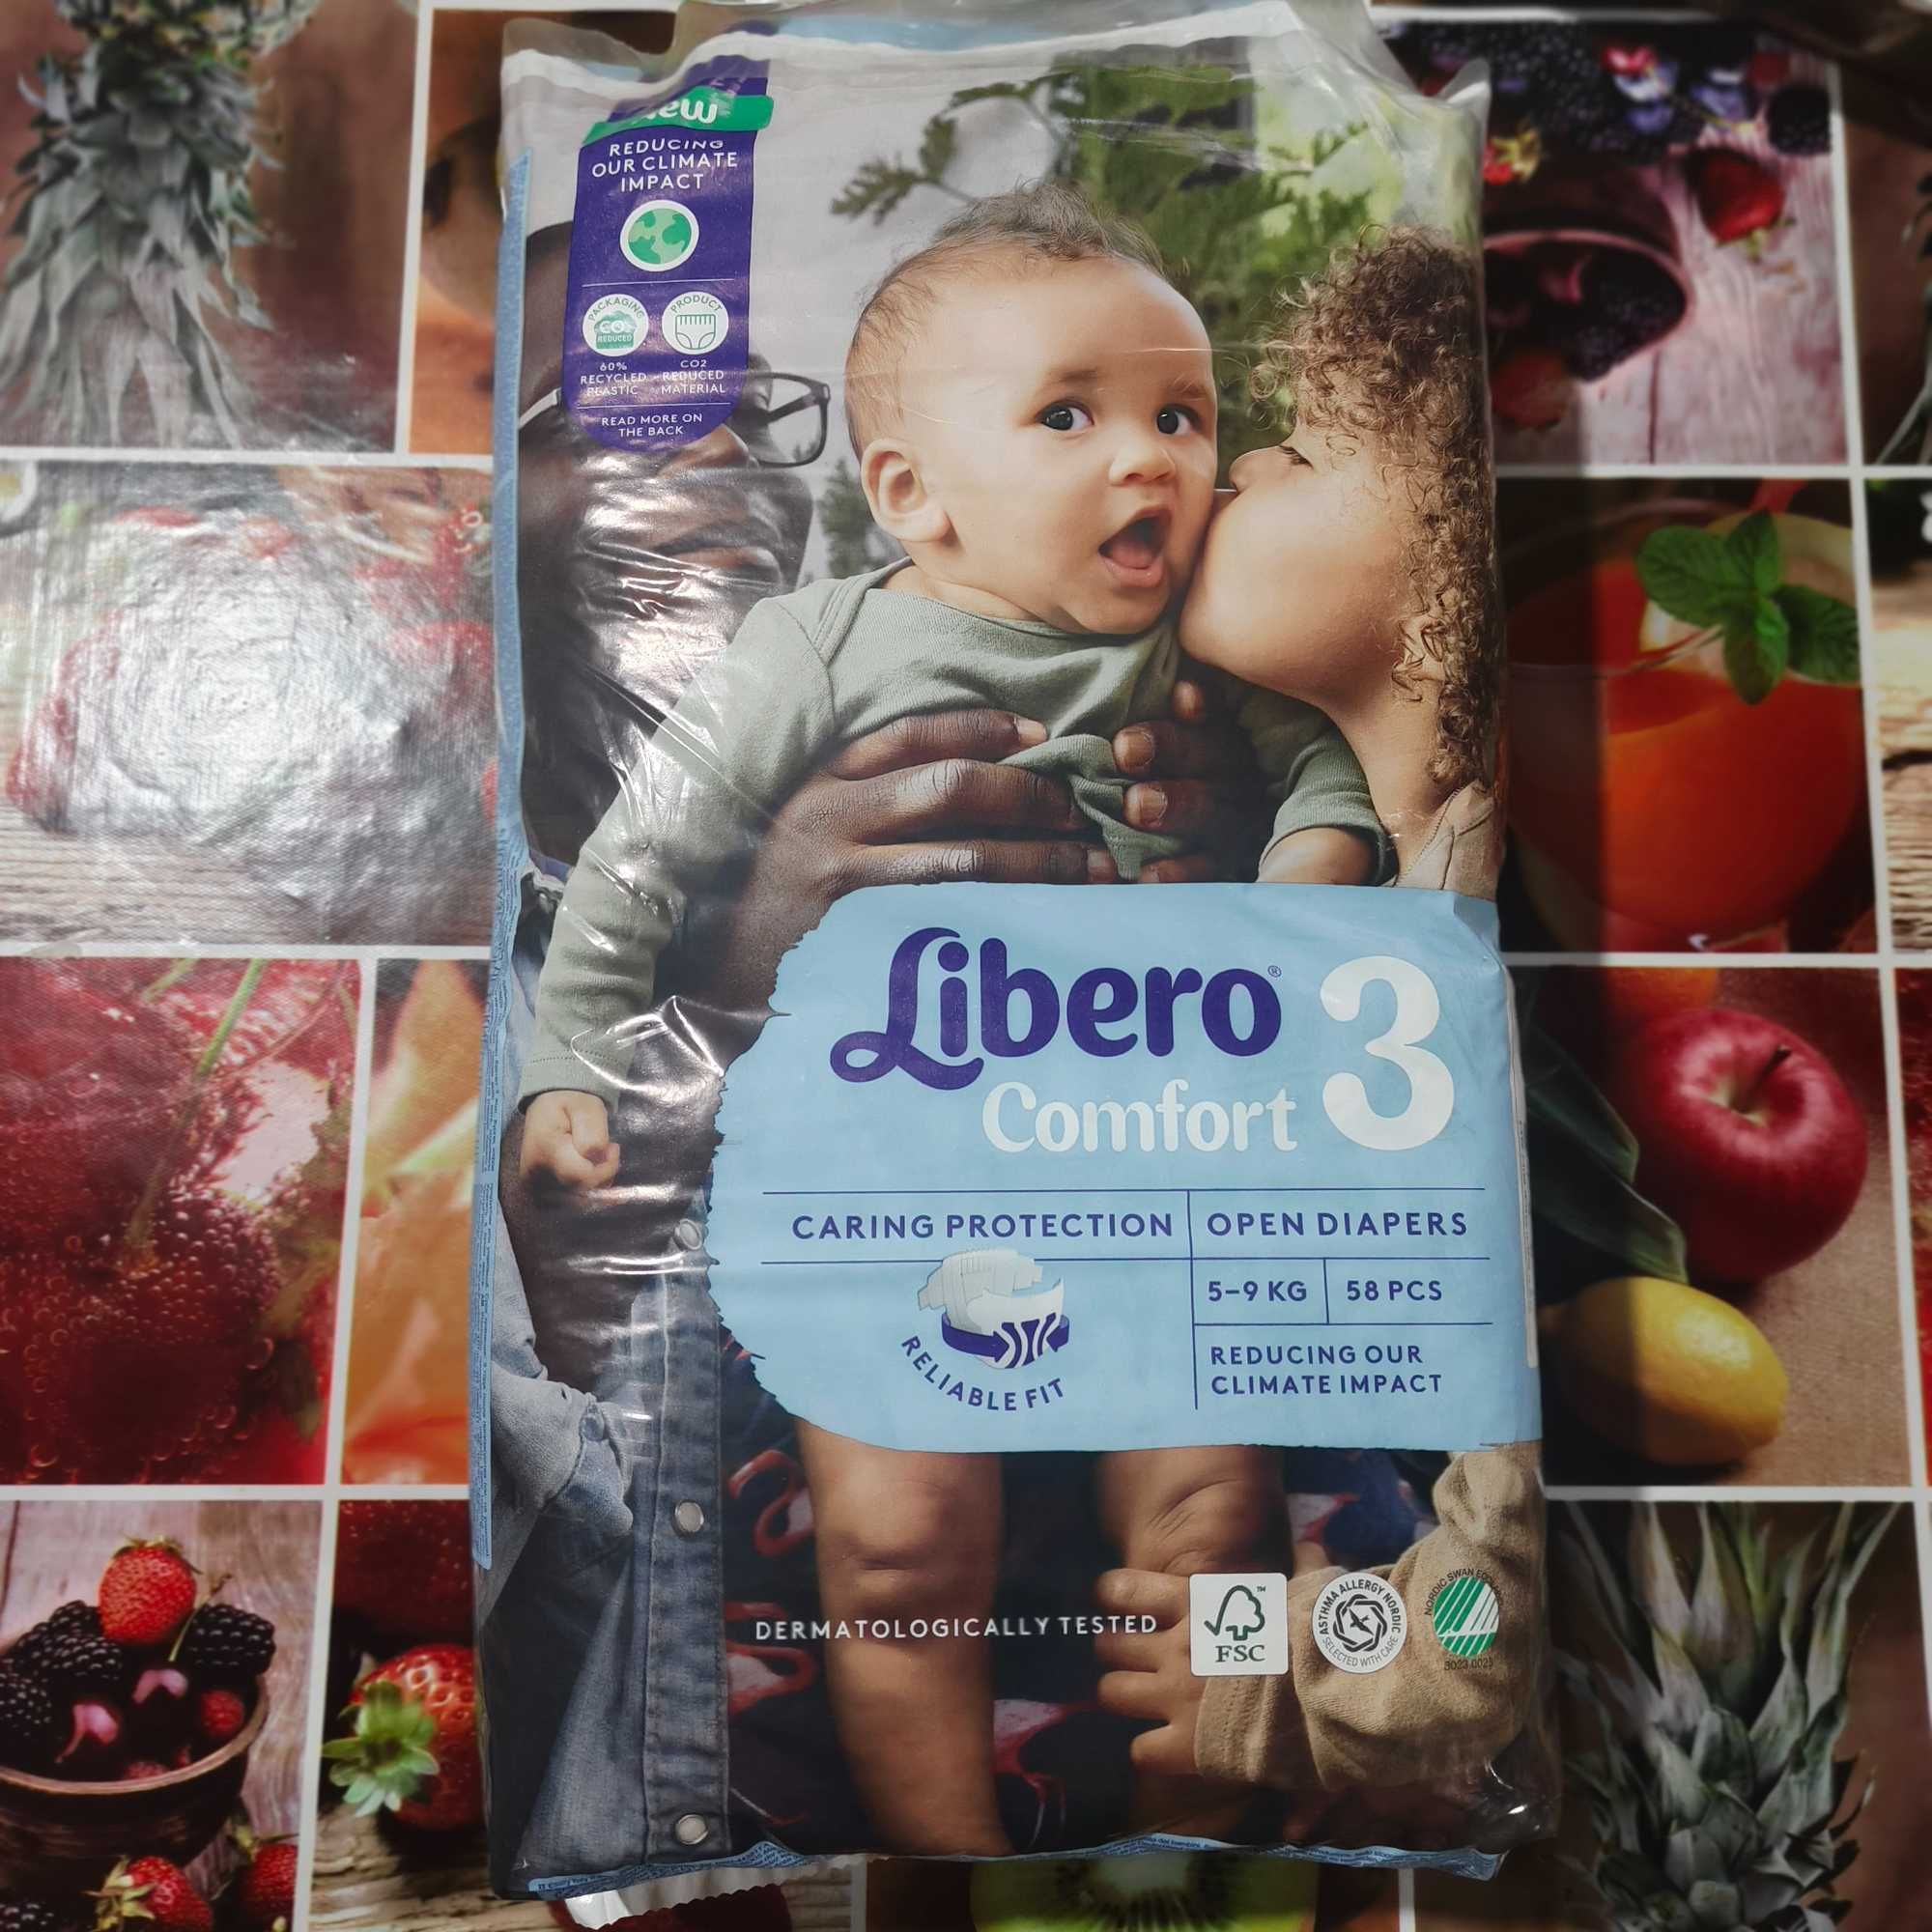 REDUCING
OUR CLIMATE
IMPACT
PACKAGING
CO2
REDUCED
PRODUCT
60%
RECYCLED
PLASTIC
CO2
REDUCED
MATERIAL
READ MORE ON
THE BACK
Libero®
3
Comfort
CARING PROTECTION
OPEN DIAPERS
5-9 KG
58 PCS
RELIABLE FIT
REDUCING OUR
CLIMATE IMPACT
DERMATOLOGICALLY TESTED
FSC
ASTHMA ALLERGY NORDIC
SELECTED WITH CARE
NORDIC SWAN